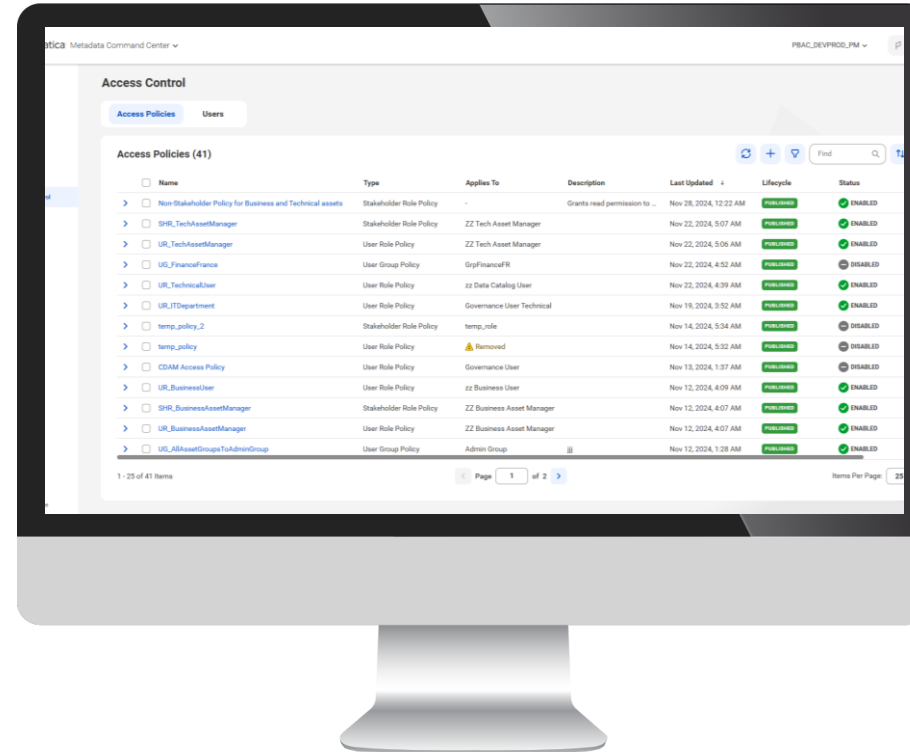 atica Metadata Command Center
PBAC_DEVPROD_PM
Access Control
Access Policies Users
Access Policies (41)
Find
Name Type Applies To Description Last Updated Lifecycle Status
Non-Stakeholder Policy for Business and Technical assets Stakeholder Role Policy - Grants read permission to ... Nov 28, 2024, 12:22 AM PUBLISHED ENABLED
SHR_TechAssetManager Stakeholder Role Policy ZZ Tech Asset Manager Nov 22, 2024, 5:07 AM PUBLISHED ENABLED
UR_TechAssetManager User Role Policy ZZ Tech Asset Manager Nov 22, 2024, 5:06 AM PUBLISHED ENABLED
UG_FinanceFrance User Group Policy GrpFinanceFR Nov 22, 2024, 4:52 AM PUBLISHED DISABLED
UR_TechnicalUser User Role Policy zz Data Catalog User Nov 22, 2024, 4:39 AM PUBLISHED ENABLED
UR_ITDepartment User Role Policy Governance User Technical Nov 19, 2024, 3:52 AM PUBLISHED ENABLED
temp_policy_2 Stakeholder Role Policy temp_role Nov 14, 2024, 5:34 AM PUBLISHED DISABLED
temp_policy User Role Policy Removed Nov 14, 2024, 5:32 AM PUBLISHED DISABLED
CDAM Access Policy User Role Policy Governance User Nov 13, 2024, 1:37 AM PUBLISHED DISABLED
UR_BusinessUser User Role Policy zz Business User Nov 12, 2024, 4:09 AM PUBLISHED ENABLED
SHR_BusinessAssetManager Stakeholder Role Policy ZZ Business Asset Manager Nov 12, 2024, 4:07 AM PUBLISHED ENABLED
UR_BusinessAssetManager User Role Policy ZZ Business Asset Manager Nov 12, 2024, 4:07 AM PUBLISHED ENABLED
UG_AllAssetGroupsToAdminGroup User Group Policy Admin Group jjj Nov 12, 2024, 1:28 AM PUBLISHED ENABLED
1 - 25 of 41 Items Page 1 of 2 Items Per Page: 25